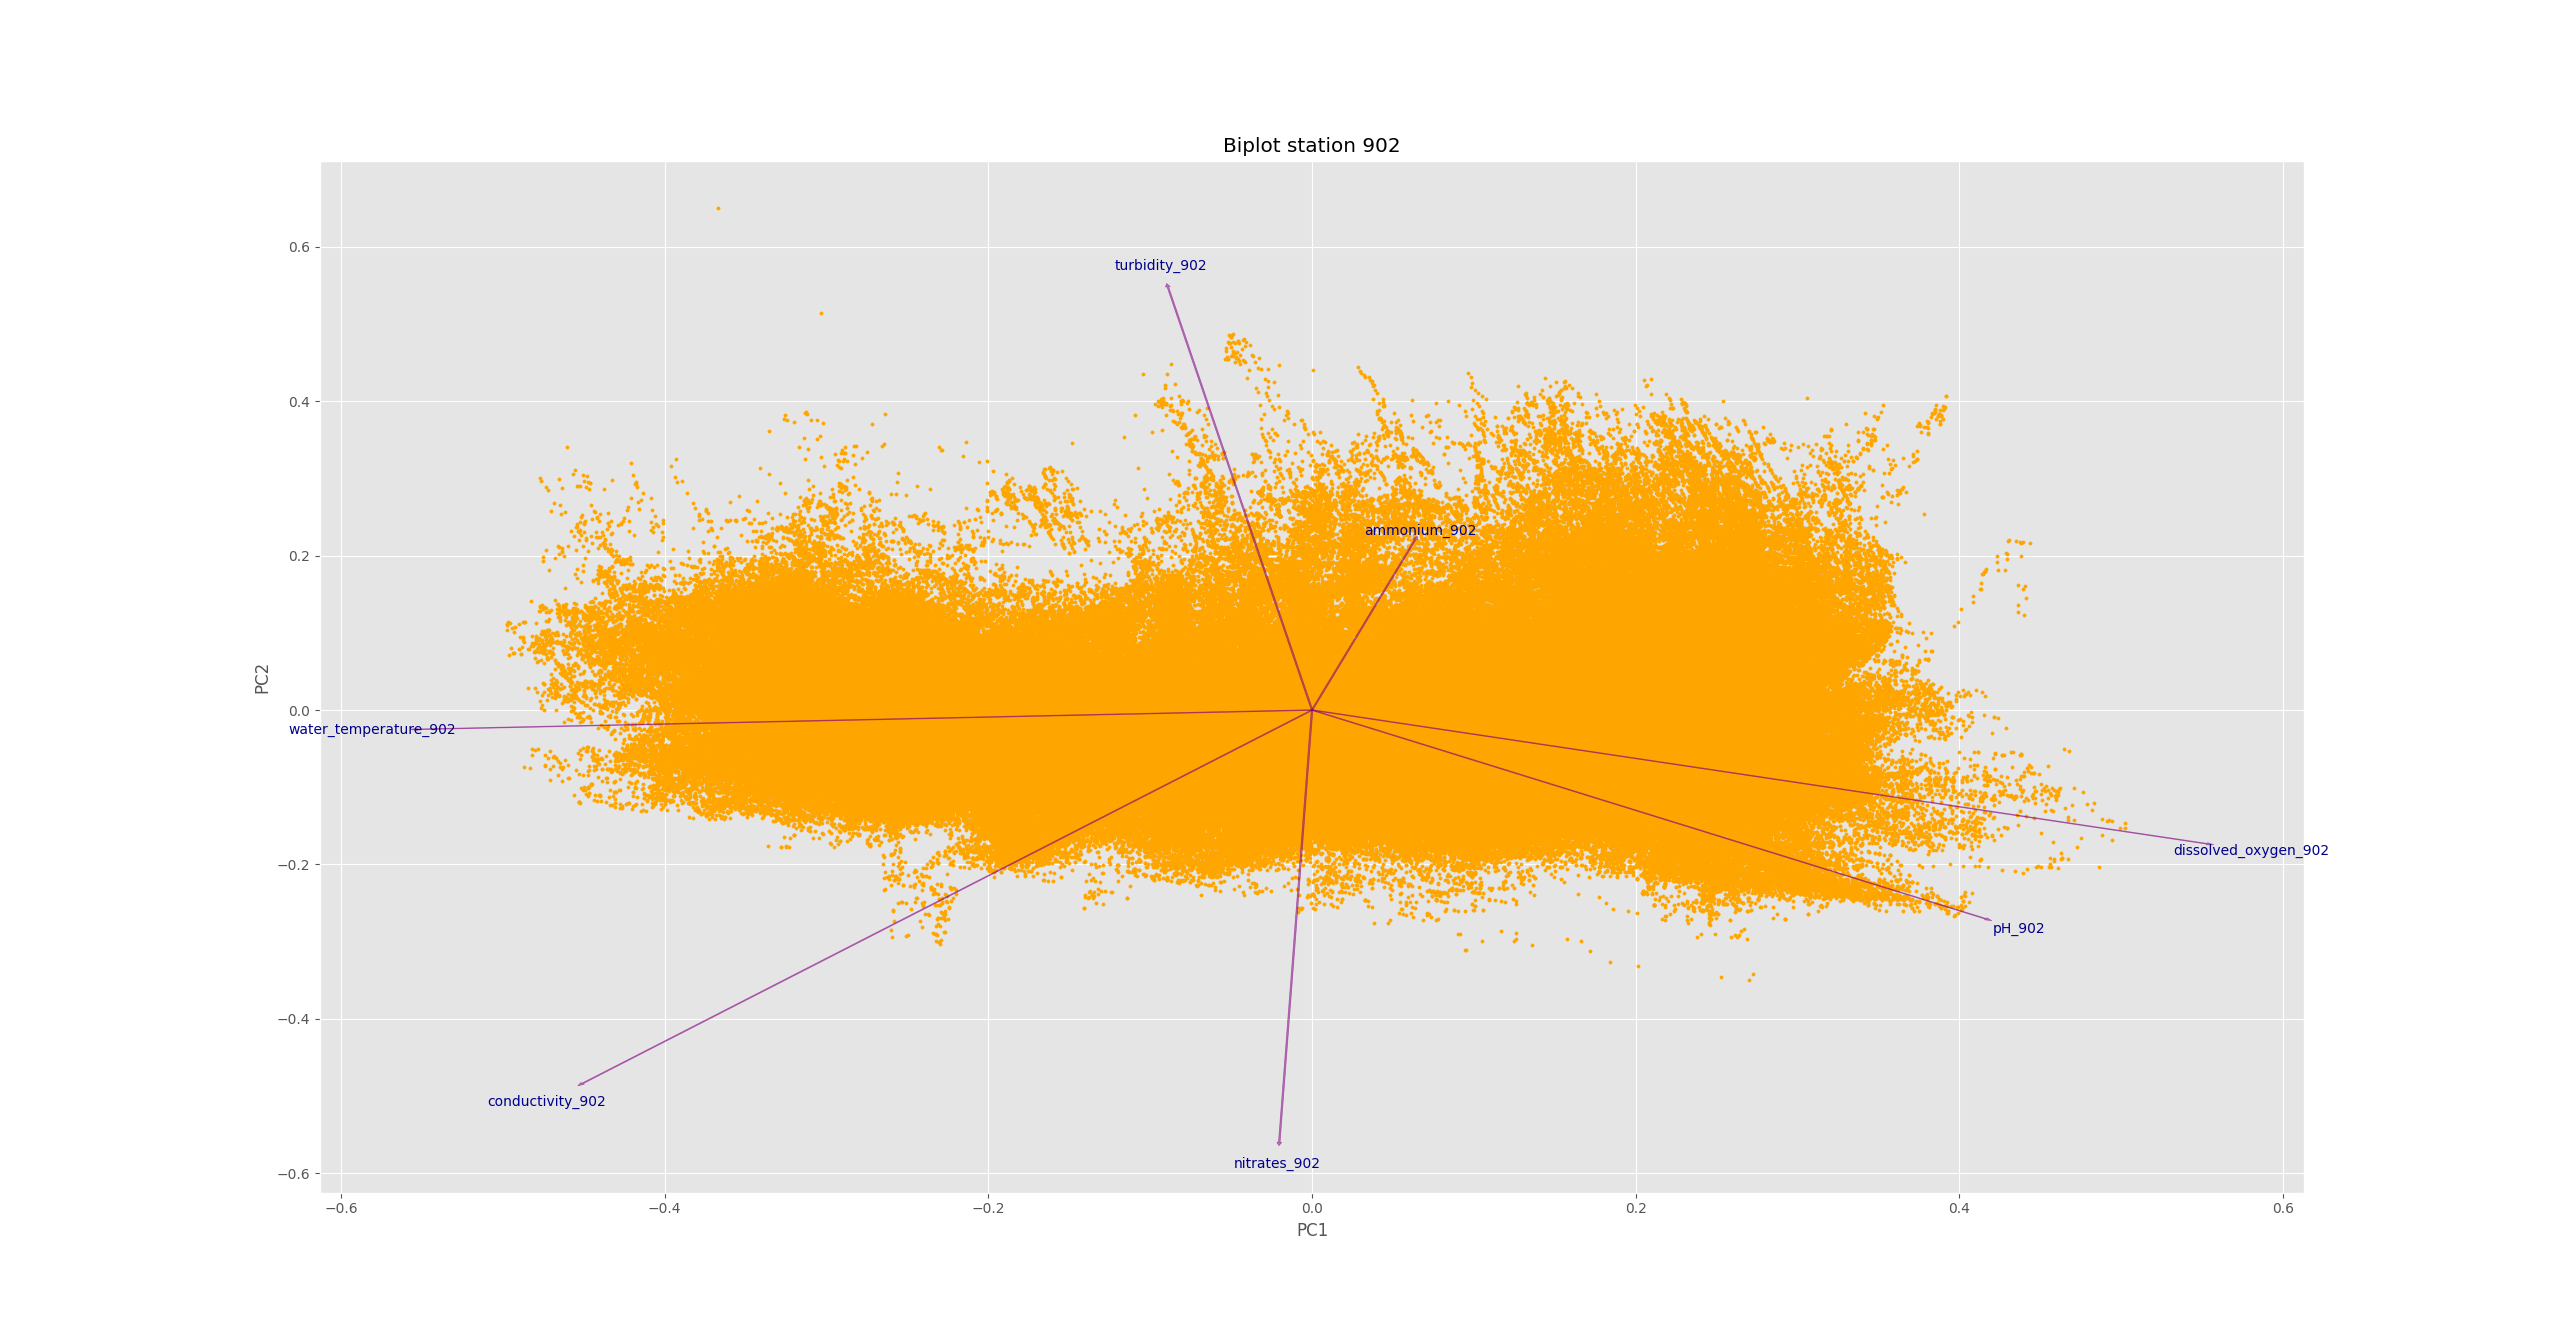 Biplot station 902
turbidity_902
ammonium_902
water_temperature_902
dissolved_oxygen_902
pH_902
conductivity_902
nitrates_902
PC2
0.6
0.4
0.2
0.0
−0.2
−0.4
−0.6
−0.6 −0.4 −0.2 0.0 0.2 0.4 0.6
PC1